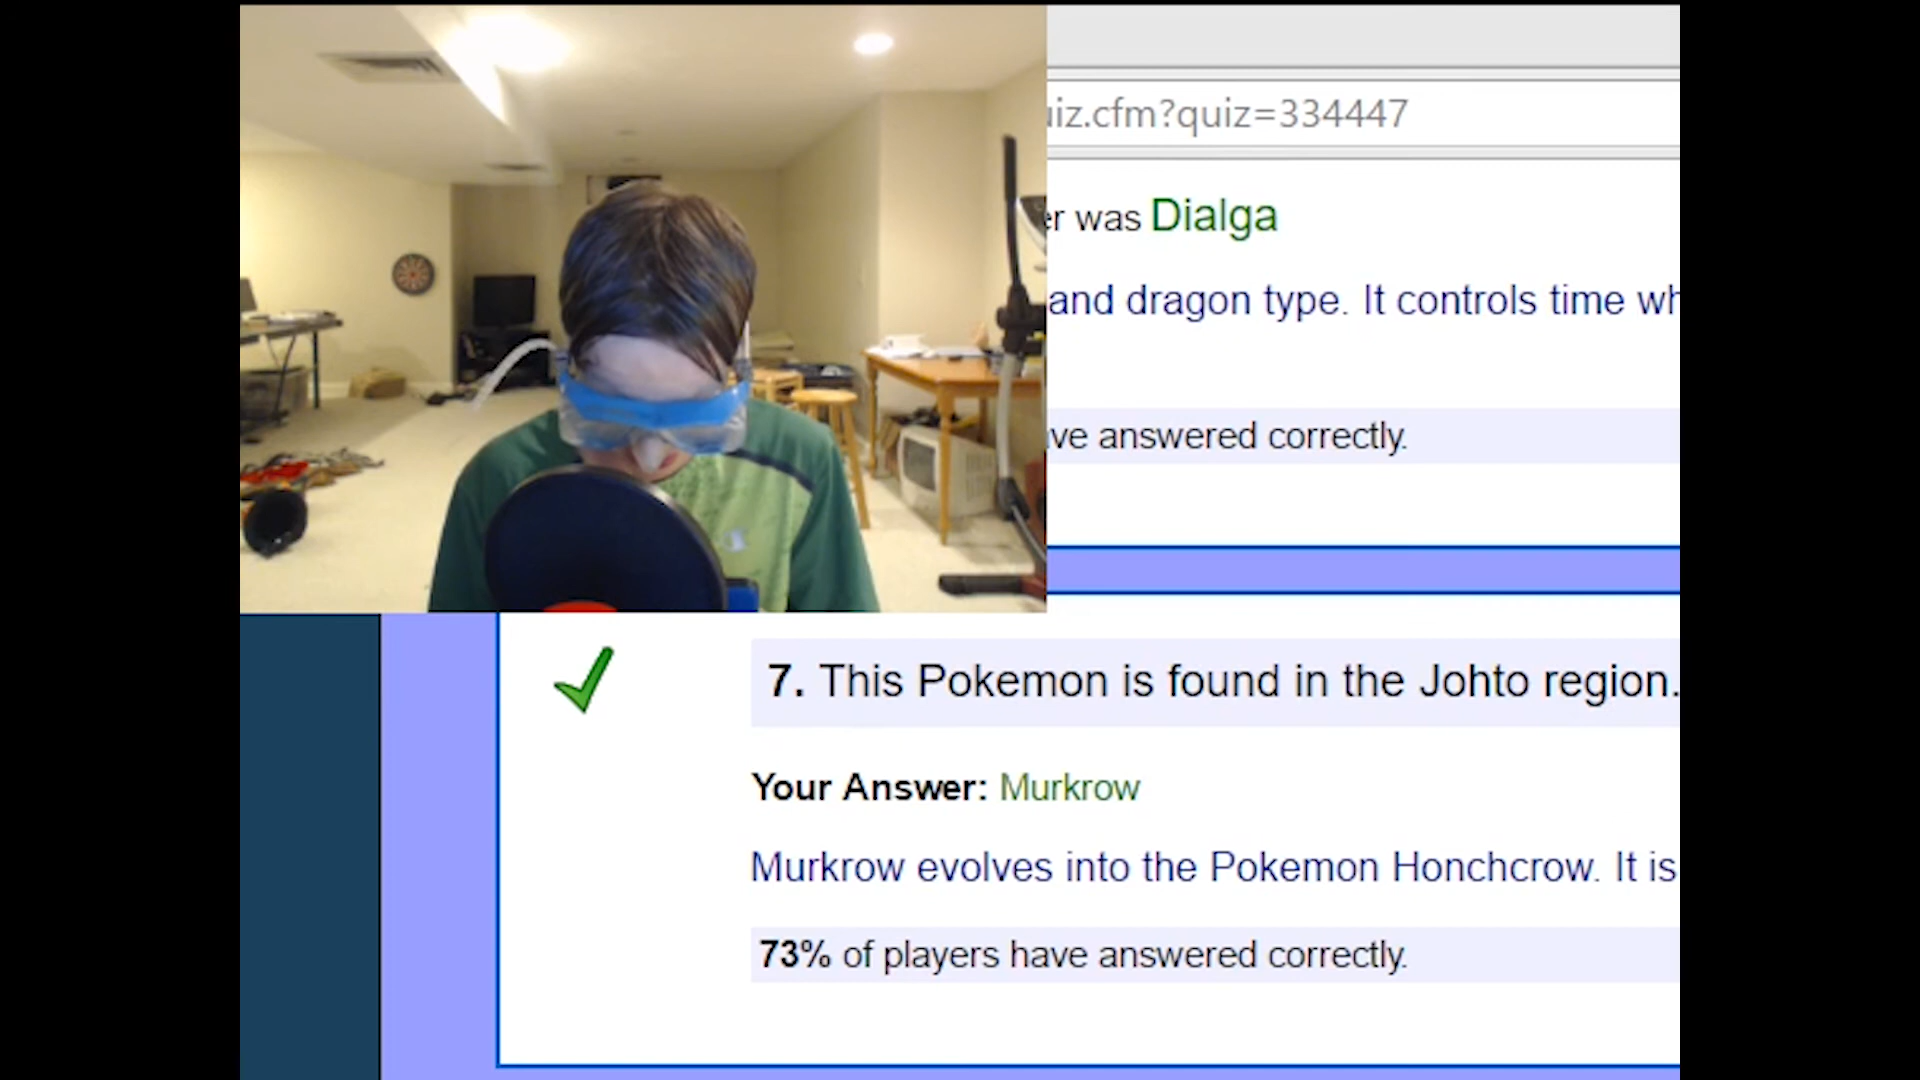 iz.cfm?quiz=334447
er was Dialga
and dragon type. It controls time wh
ve answered correctly.
7. This Pokemon is found in the Johto region.
Your Answer: Murkrow
Murkrow evolves into the Pokemon Honchcrow. It is
73% of players have answered correctly.